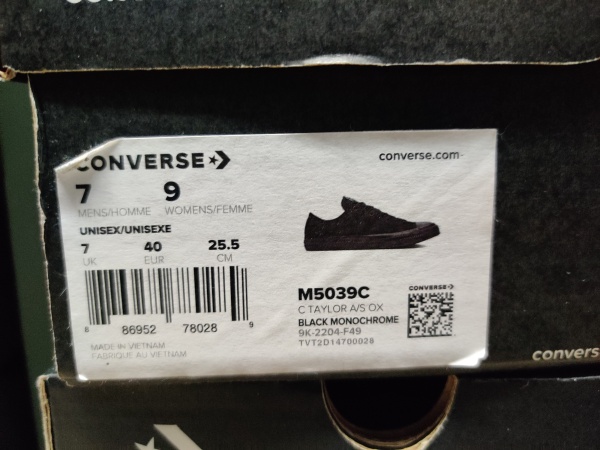 CONVERSE
converse.com
7 9
MENS/HOMME WOMENS/FEMME
UNISEX/UNISEXE
7 40 25.5
UK EUR CM
8 86952 78028 9
MADE IN VIETNAM
FABRIQUE AU VIETNAM
M5039C
C TAYLOR A/S OX
BLACK MONOCHROME
9K-2204-F49
TVT2D14700028
CONVERSE
convers